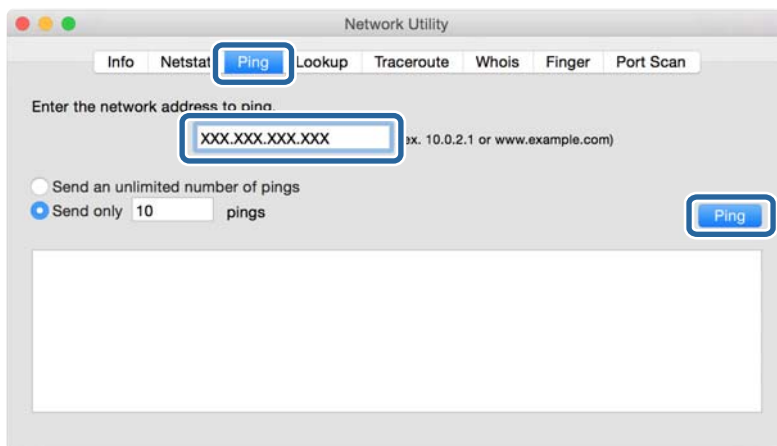 Network Utility
Info Netstat Ping Lookup Traceroute Whois Finger Port Scan
Enter the network address to ping.
XXX.XXX.XXX.XXX ex. 10.0.2.1 or www.example.com)
Send an unlimited number of pings
Send only 10 pings
Ping